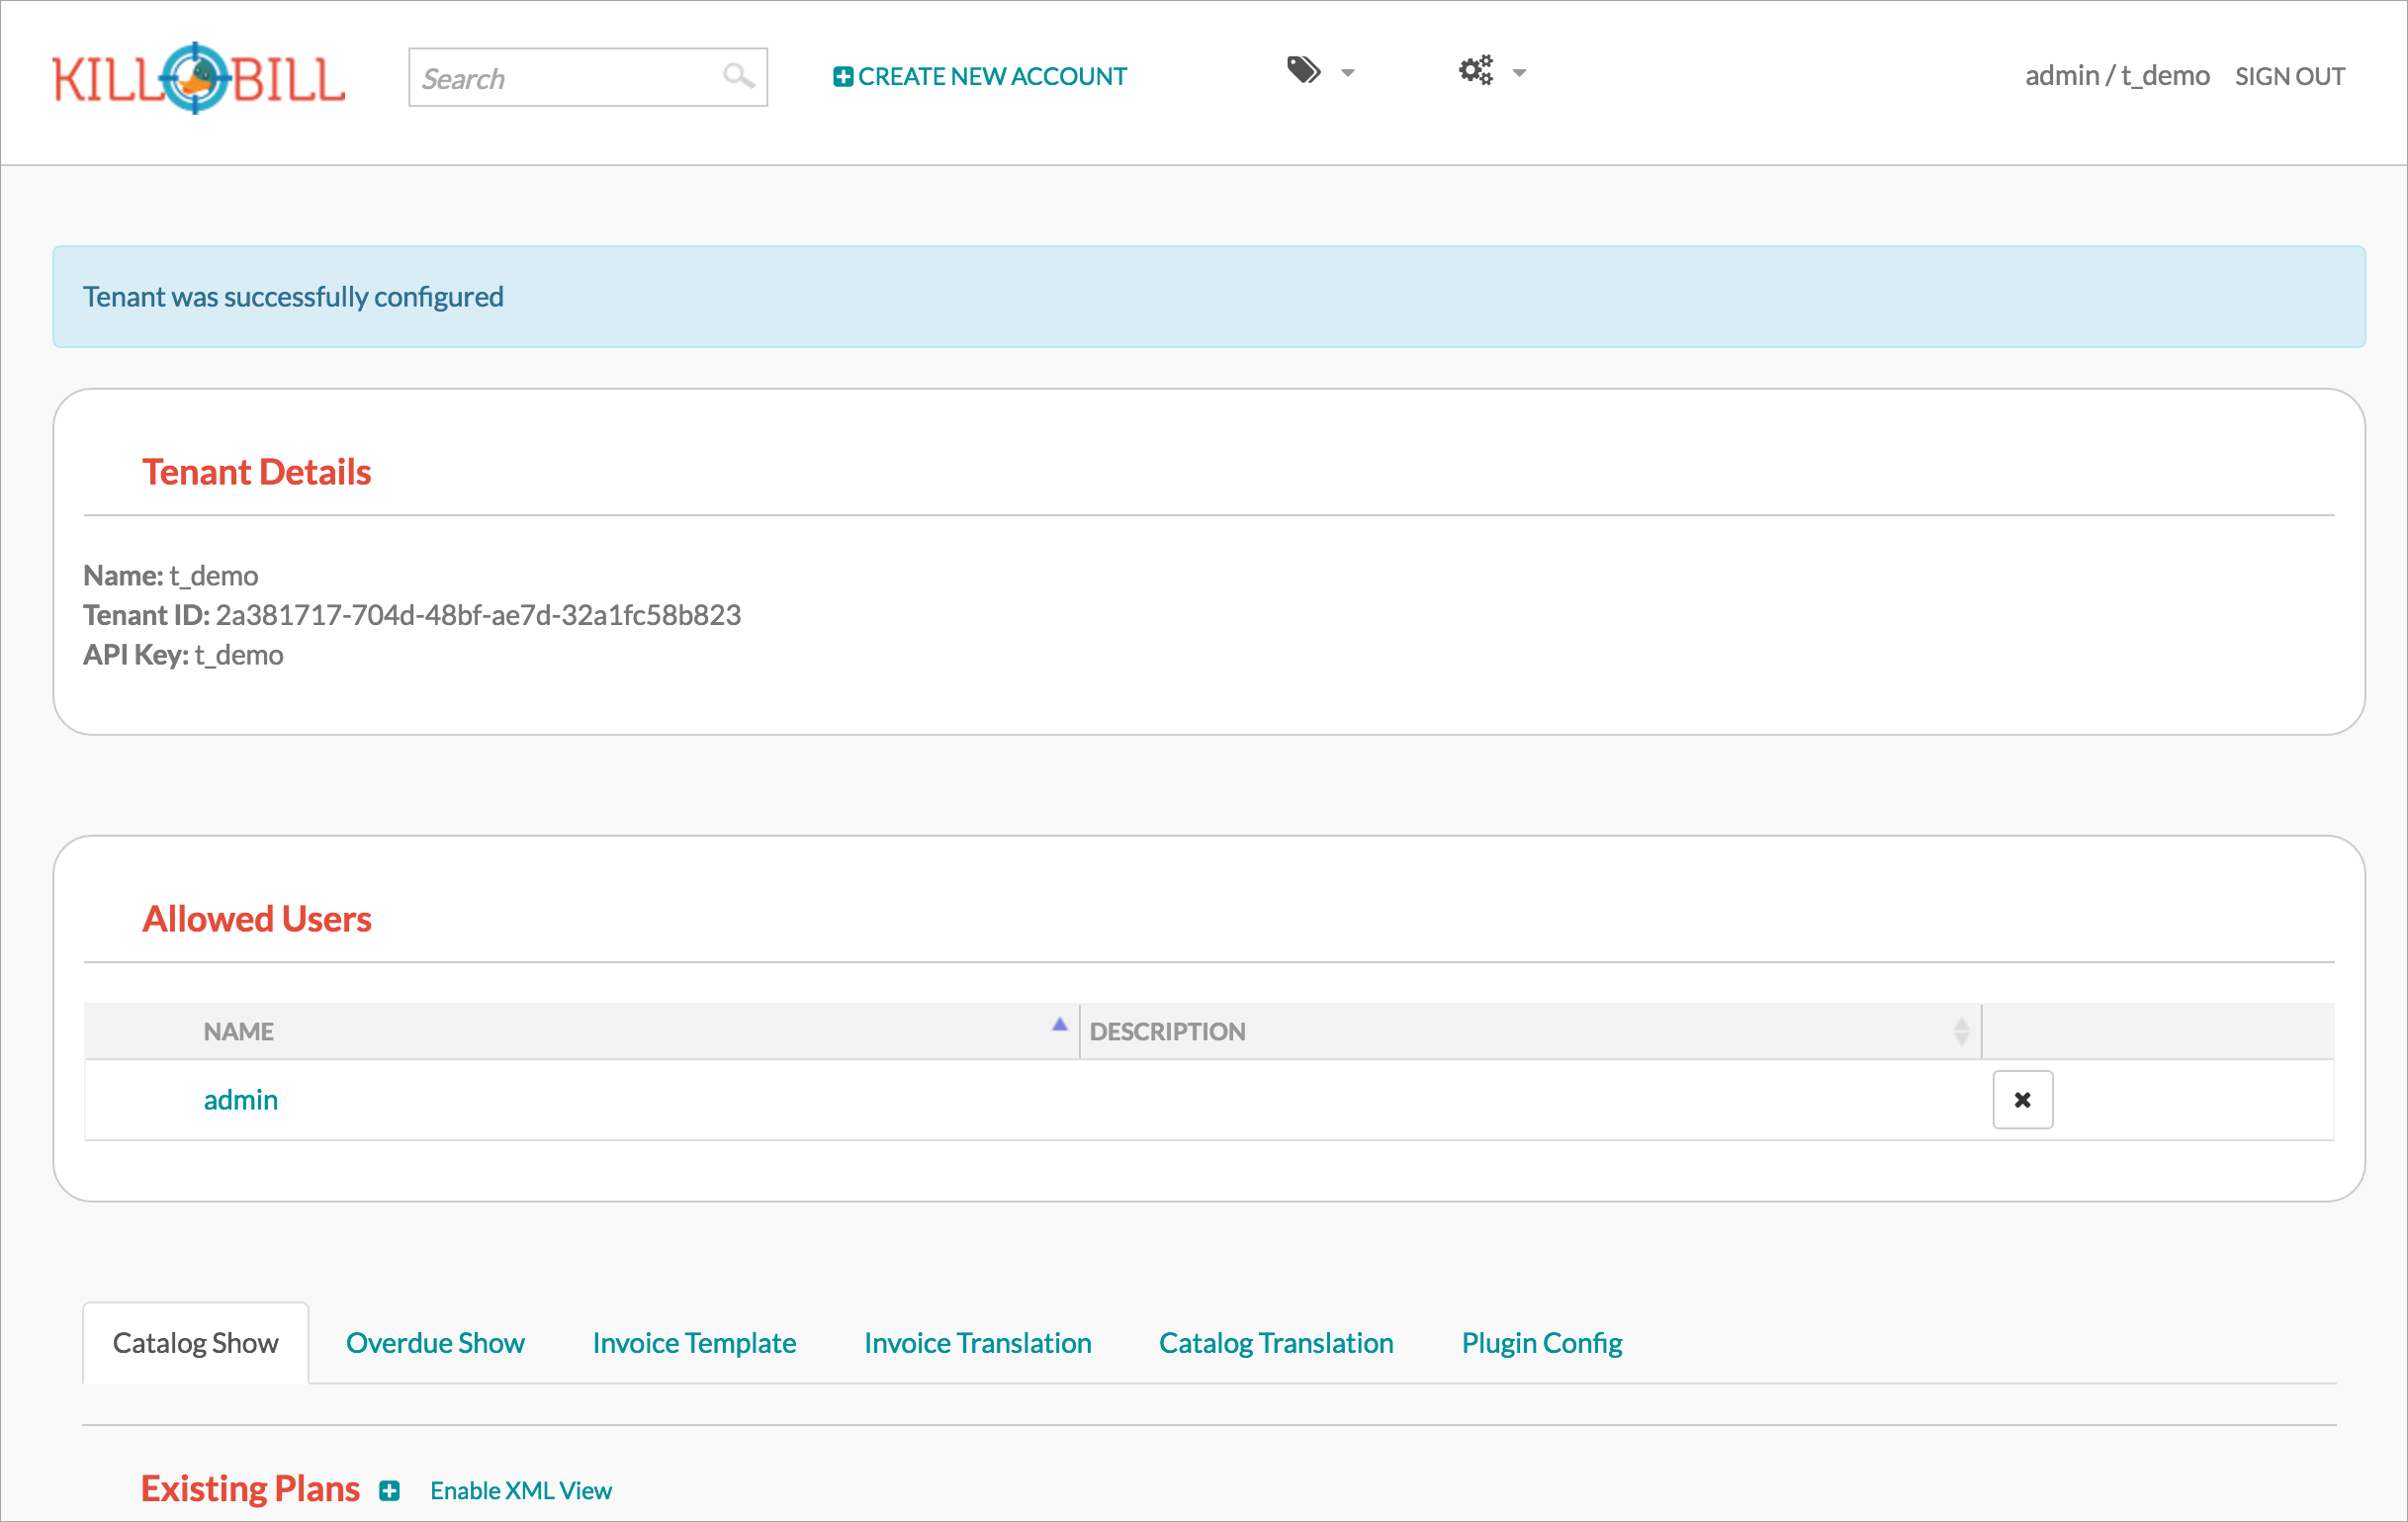 KILL BILL
Search
CREATE NEW ACCOUNT
admin / t_demo
SIGN OUT
Tenant was successfully configured
Tenant Details
Name: t_demo
Tenant ID: 2a381717-704d-48bf-ae7d-32a1fc58b823
API Key: t_demo
Allowed Users
NAME
DESCRIPTION
admin
Catalog Show
Overdue Show
Invoice Template
Invoice Translation
Catalog Translation
Plugin Config
Existing Plans
Enable XML View